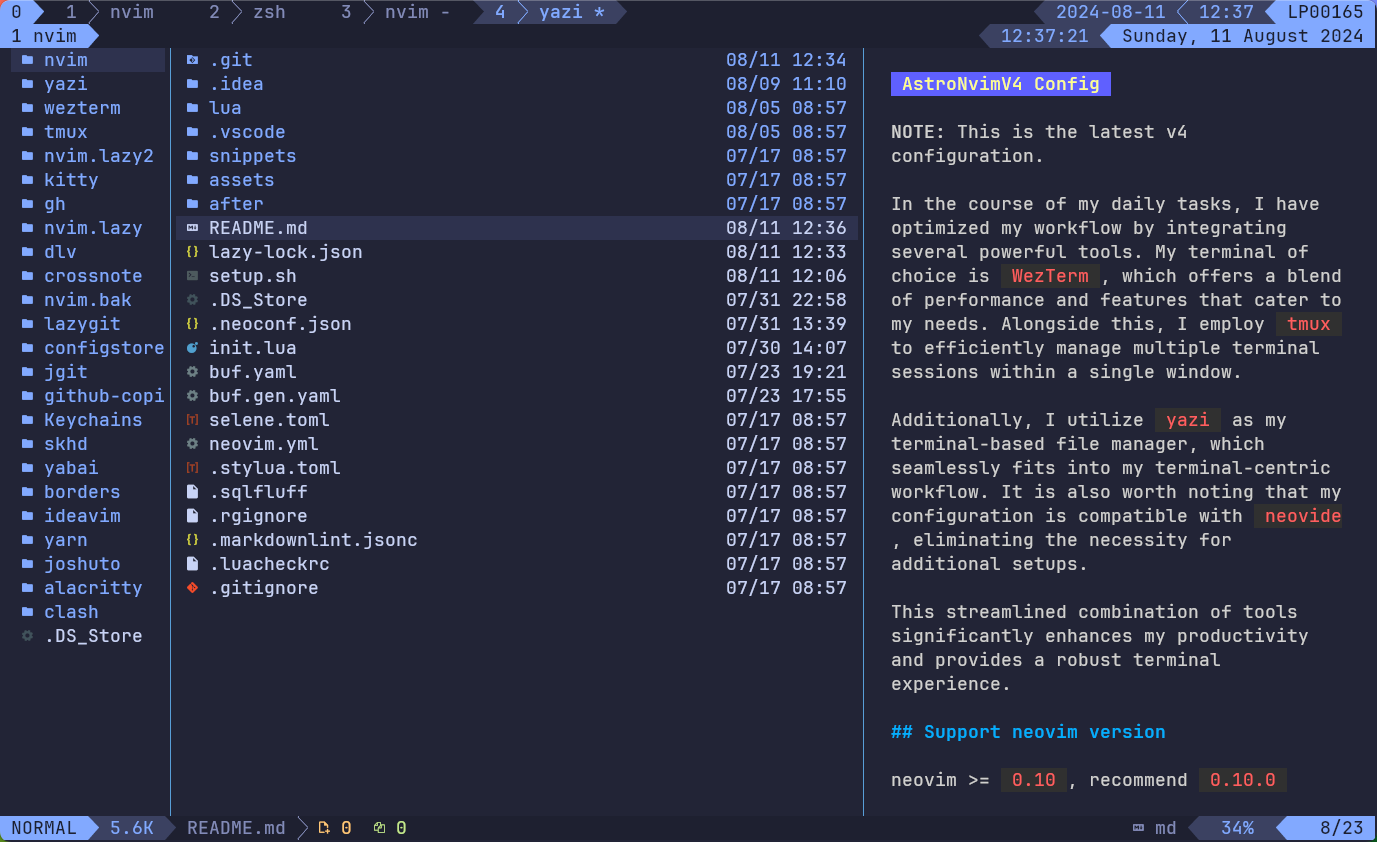 0 1 nvim 2 zsh 3 nvim - 4 yazi * 2024-08-11 12:37 LP00165
1 nvim 12:37:21 Sunday, 11 August 2024
nvim
yazi
wezterm
tmux
nvim.lazy2
kitty
gh
nvim.lazy
dlv
crossnote
nvim.bak
lazygit
configstore
jgit
github-copi
Keychains
skhd
yabai
borders
ideavim
yarn
joshuto
alacritty
clash
.DS_Store
.git 08/11 12:34
.idea 08/09 11:10
lua 08/05 08:57
.vscode 08/05 08:57
snippets 07/17 08:57
assets 07/17 08:57
after 07/17 08:57
README.md 08/11 12:36
lazy-lock.json 08/11 12:33
setup.sh 08/11 12:06
.DS_Store 07/31 22:58
.neoconf.json 07/31 13:39
init.lua 07/30 14:07
buf.yaml 07/23 19:21
buf.gen.yaml 07/23 17:55
selene.toml 07/17 08:57
neovim.yml 07/17 08:57
.stylua.toml 07/17 08:57
.sqlfluff 07/17 08:57
.rgignore 07/17 08:57
.markdownlint.jsonc 07/17 08:57
.luacheckrc 07/17 08:57
.gitignore 07/17 08:57
AstroNvimV4 Config
NOTE: This is the latest v4
configuration.
In the course of my daily tasks, I have
optimized my workflow by integrating
several powerful tools. My terminal of
choice is WezTerm , which offers a blend
of performance and features that cater to
my needs. Alongside this, I employ tmux
to efficiently manage multiple terminal
sessions within a single window.
Additionally, I utilize yazi as my
terminal-based file manager, which
seamlessly fits into my terminal-centric
workflow. It is also worth noting that my
configuration is compatible with neovide
, eliminating the necessity for
additional setups.
This streamlined combination of tools
significantly enhances my productivity
and provides a robust terminal
experience.
## Support neovim version
neovim >= 0.10 , recommend 0.10.0
NORMAL 5.6K README.md 0 0 md 34% 8/23